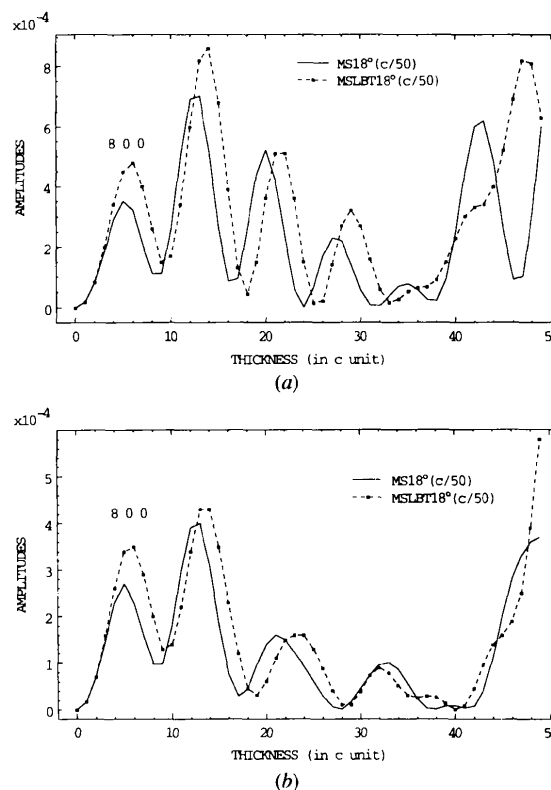 x10⁻⁴
8
6
4
2
0
AMPLITUDES
8 0 0
MS18°(c/50)
MSLBT18°(c/50)
0 10 20 30 40 5
THICKNESS (in c unit)
(a)
x10⁻⁴
5
4
3
2
1
0
AMPLITUDES
8 0 0
MS18°(c/50)
MSLBT18°(c/50)
0 10 20 30 40 5
THICKNESS (in c unit)
(b)